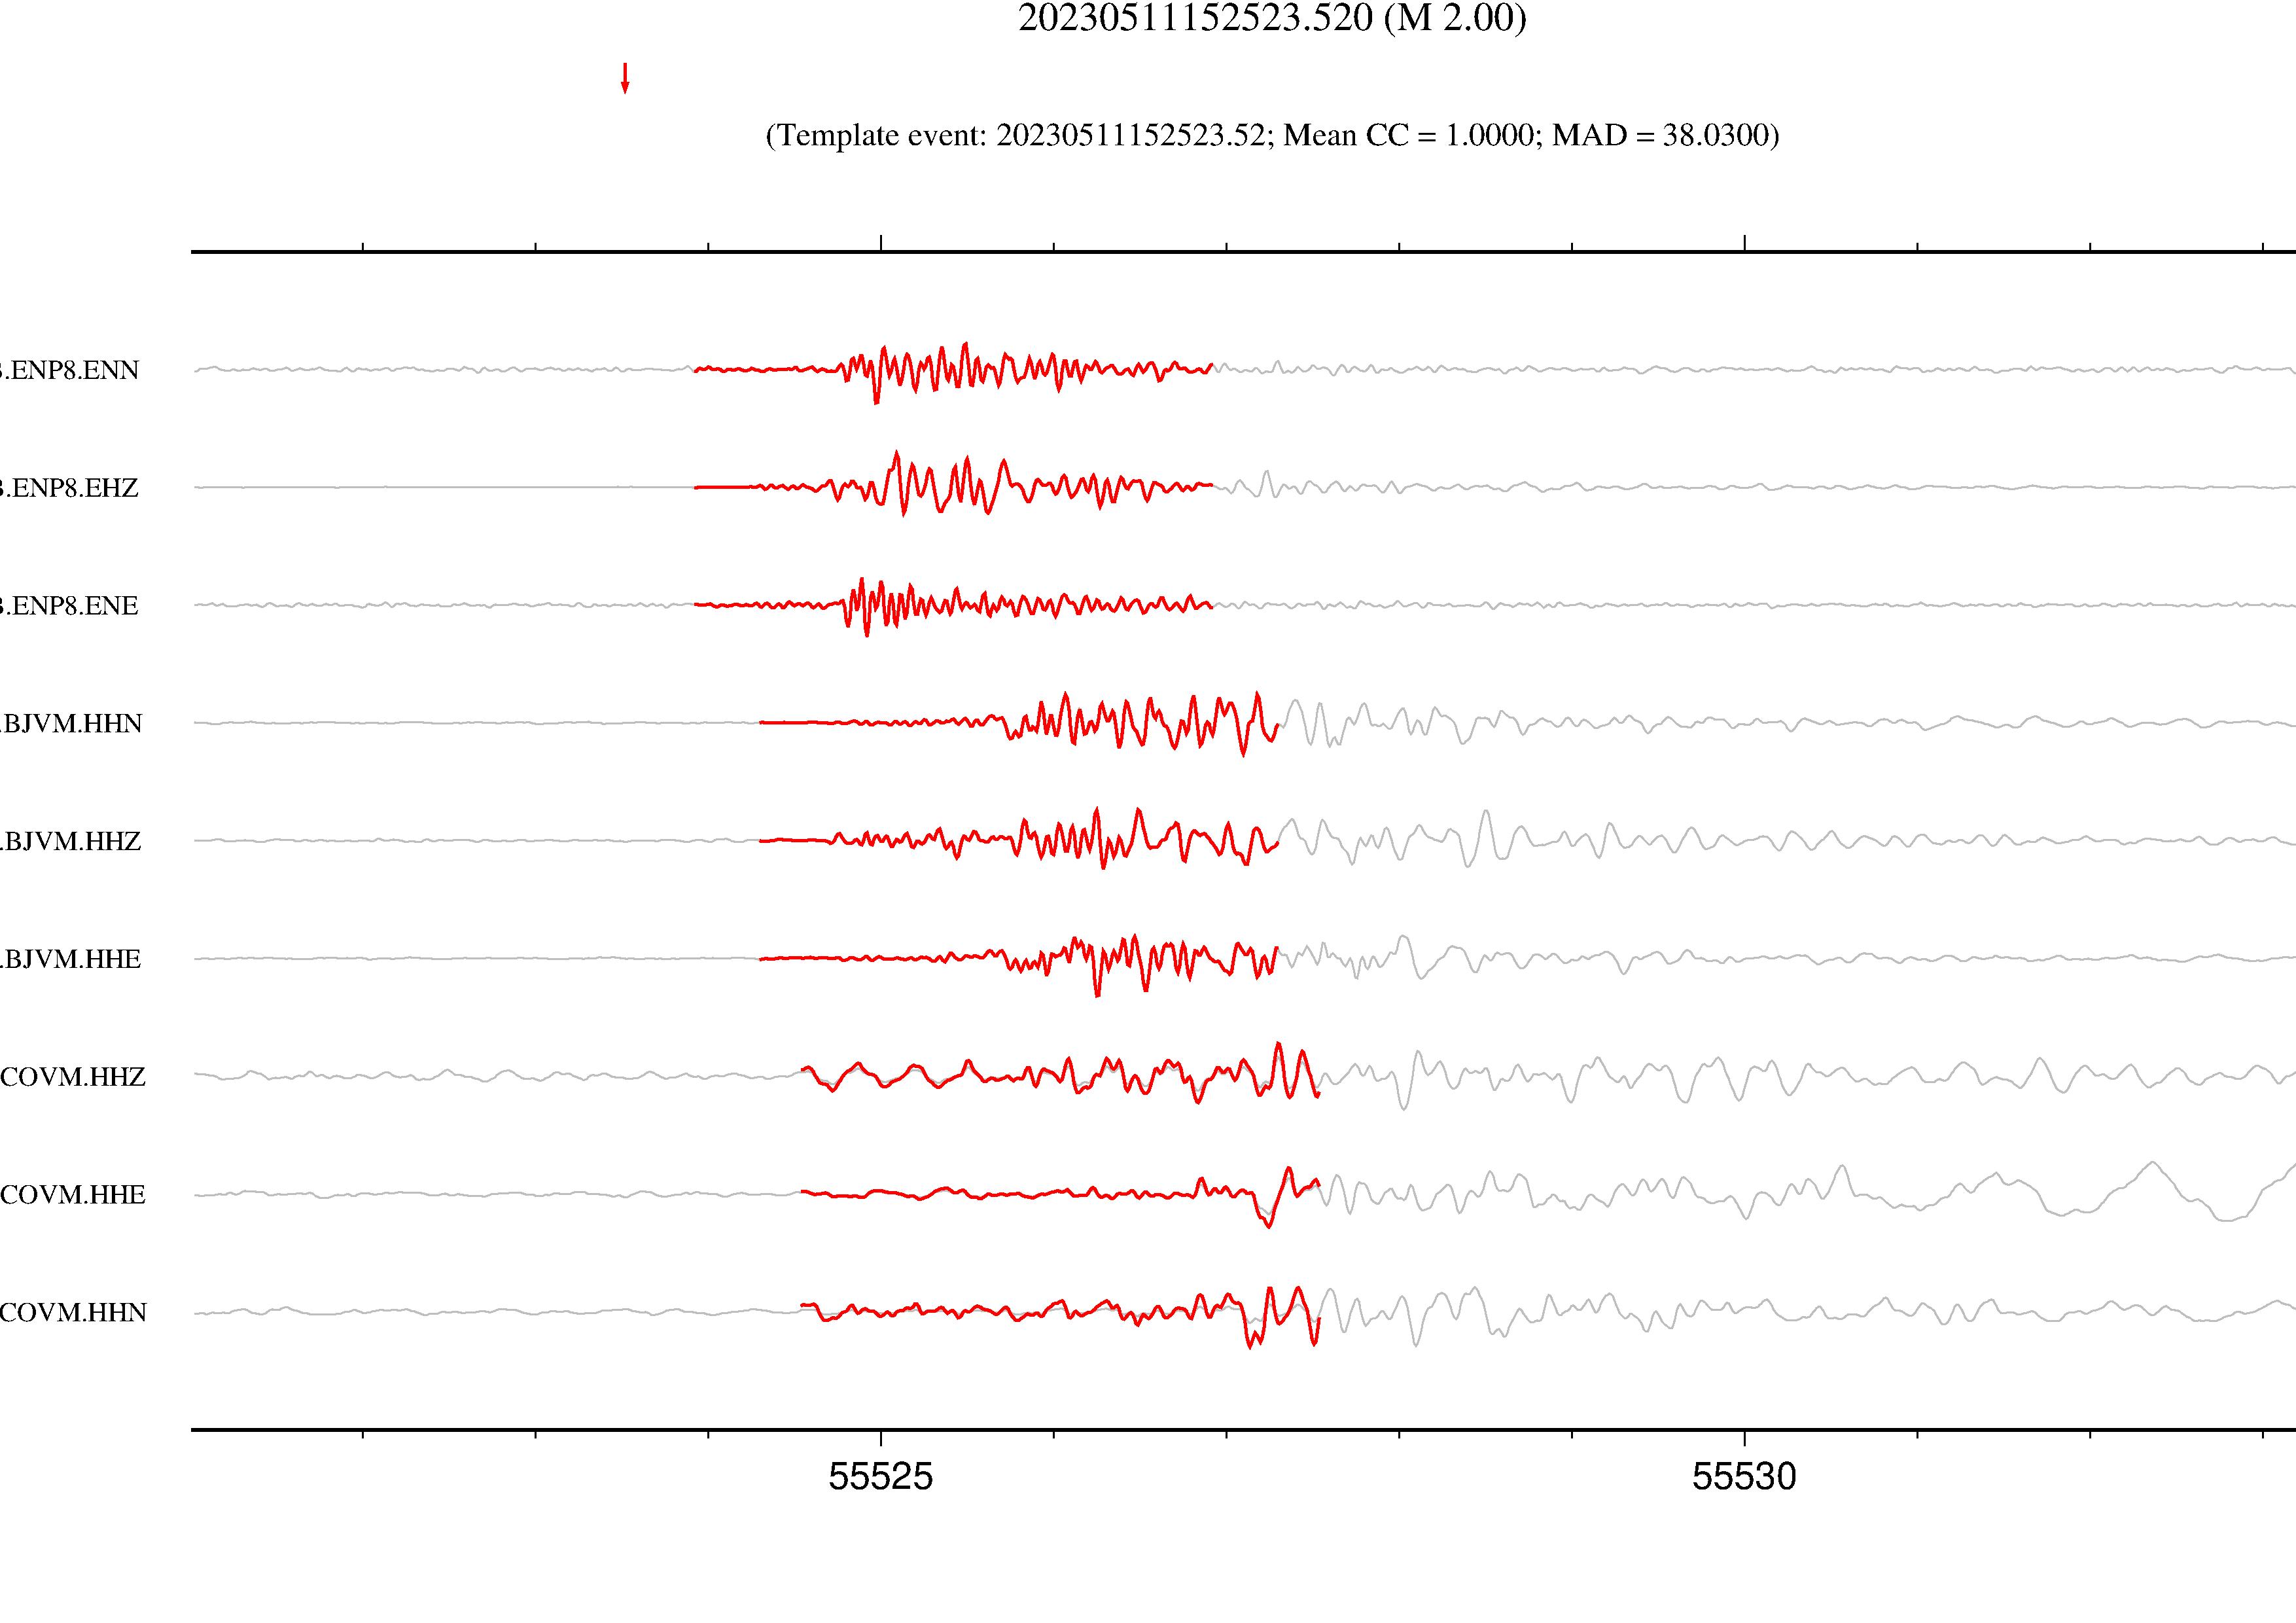 20230511152523.520 (M 2.00)
(Template event: 20230511152523.52; Mean CC = 1.0000; MAD = 38.0300)
.ENP8.ENN
.ENP8.EHZ
.ENP8.ENE
.BJVM.HHN
.BJVM.HHZ
.BJVM.HHE
COVM.HHZ
COVM.HHE
COVM.HHN
55525 55530